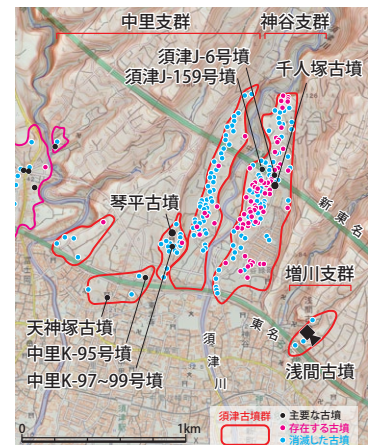 中里支群
神谷支群
須津J-6号墳
須津J-159号墳
千人塚古墳
琴平古墳
新東名
増川支群
東名
天神塚古墳
中里K-95号墳
中里K-97~99号墳
須津川
浅間古墳
0 1km
須津古墳群
●主要な古墳
●存在する古墳
●消滅した古墳